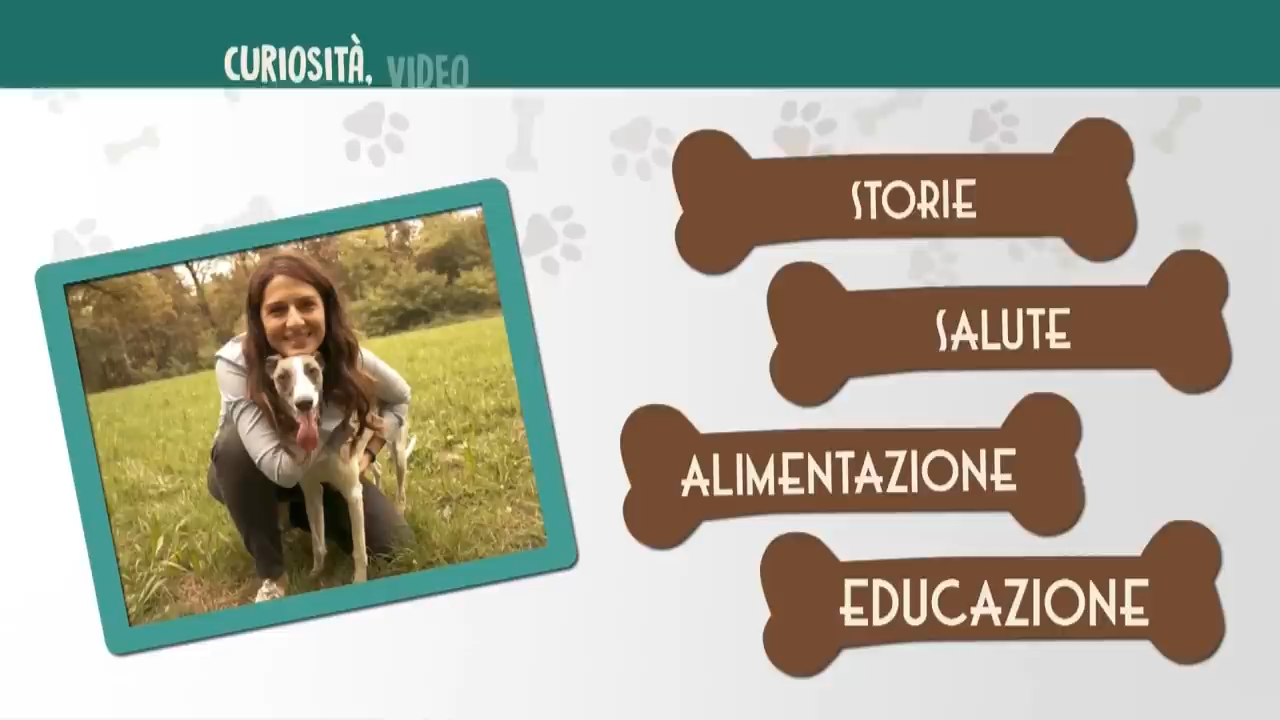 CURIOSITÀ, VIDEO
STORIE
SALUTE
ALIMENTAZIONE
EDUCAZIONE